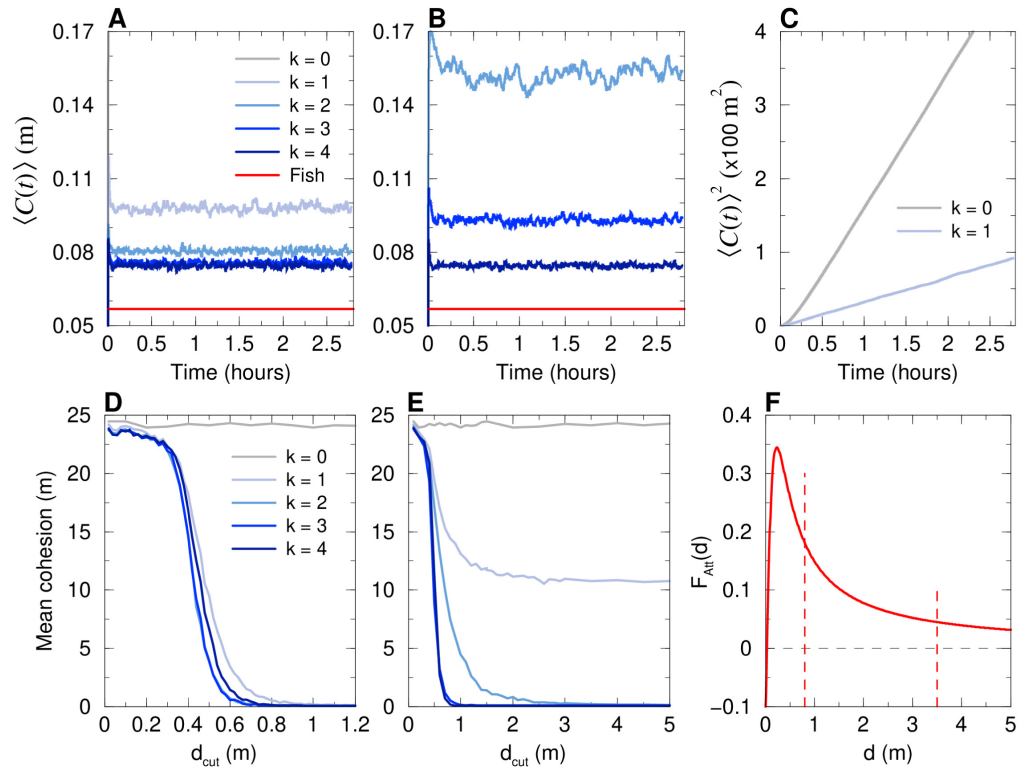 A
⟨C(t)⟩ (m)
0.17
0.14
0.11
0.08
0.05
k = 0
k = 1
k = 2
k = 3
k = 4
Fish
0 0.5 1 1.5 2 2.5
Time (hours)
B
0.17
0.14
0.11
0.08
0.05
0 0.5 1 1.5 2 2.5
Time (hours)
C
⟨C(t)⟩² (x100 m²)
4
3
2
1
0
k = 0
k = 1
0 0.5 1 1.5 2 2.5
Time (hours)
D
Mean cohesion (m)
25
20
15
10
5
0
k = 0
k = 1
k = 2
k = 3
k = 4
0.0 0.2 0.4 0.6 0.8 1.0 1.2
d_cut (m)
E
25
20
15
10
5
0
0 1 2 3 4 5
d_cut (m)
F
F_Att(d)
0.4
0.3
0.2
0.1
0
−0.1
0 1 2 3 4 5
d (m)